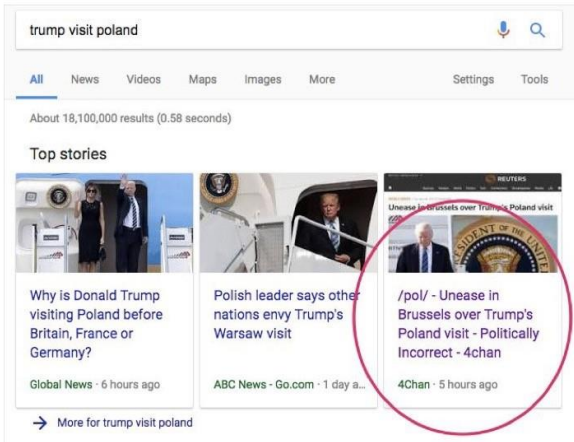 trump visit poland
All News Videos Maps Images More Settings Tools
About 18,100,000 results (0.58 seconds)
Top stories
REUTERS
Unease in Brussels over Trump's Poland visit
Why is Donald Trump
visiting Poland before
Britain, France or
Germany?
Global News · 6 hours ago
Polish leader says other
nations envy Trump's
Warsaw visit
ABC News - Go.com · 1 day a...
/pol/ - Unease in
Brussels over Trump's
Poland visit - Politically
Incorrect - 4chan
4Chan · 5 hours ago
More for trump visit poland